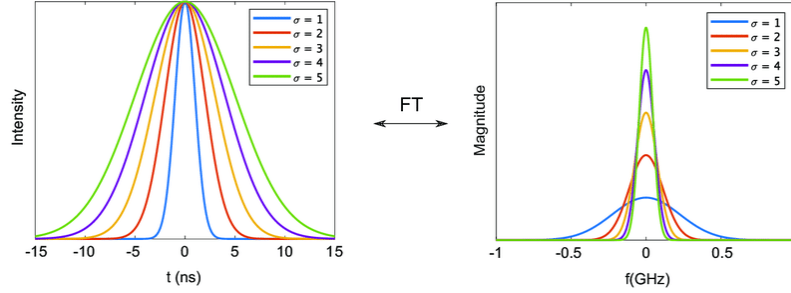 σ = 1
σ = 2
σ = 3
σ = 4
σ = 5
Intensity
-15 -10 -5 0 5 10 15
t (ns)
FT
σ = 1
σ = 2
σ = 3
σ = 4
σ = 5
Magnitude
-1 -0.5 0 0.5
f(GHz)